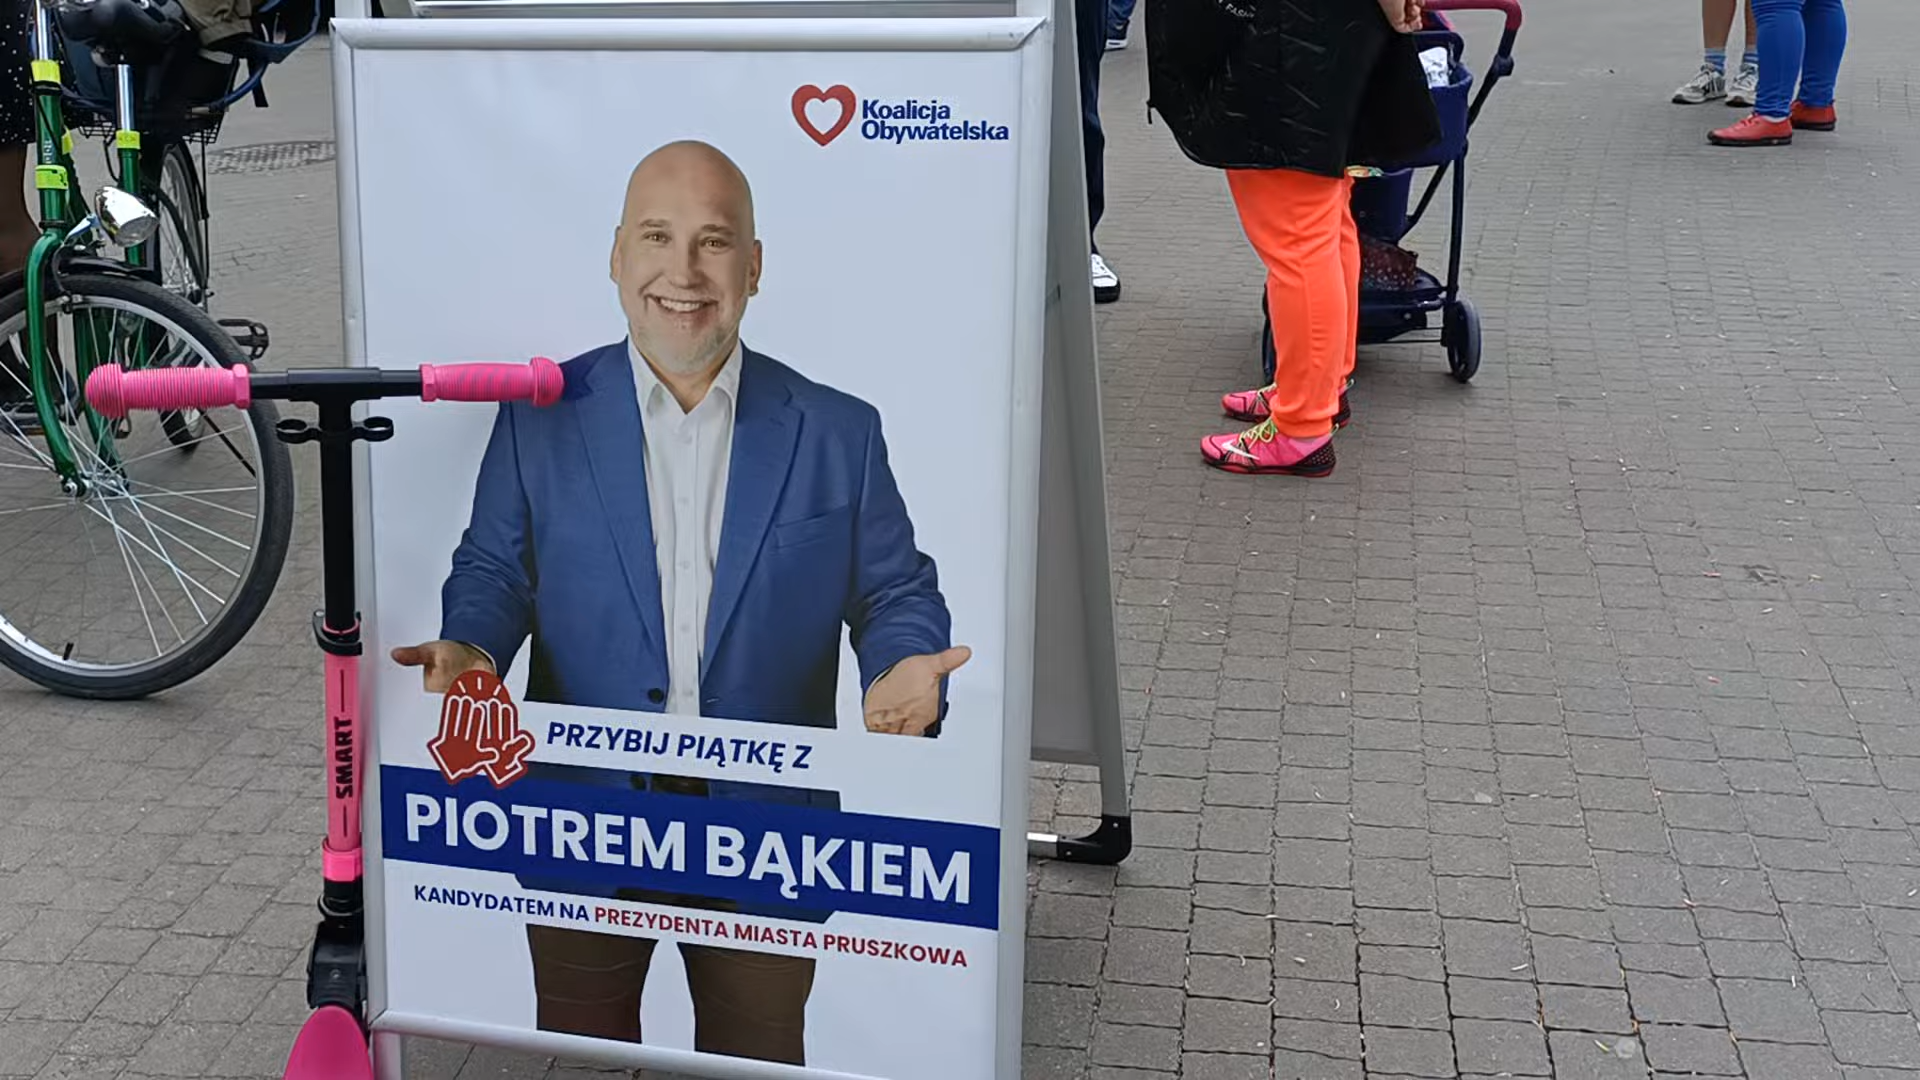 Koalicja
Obywatelska
PRZYBIJ PIĄTKĘ Z
PIOTREM BĄKIEM
KANDYDATEM NA PREZYDENTA MIASTA PRUSZKOWA
SMART